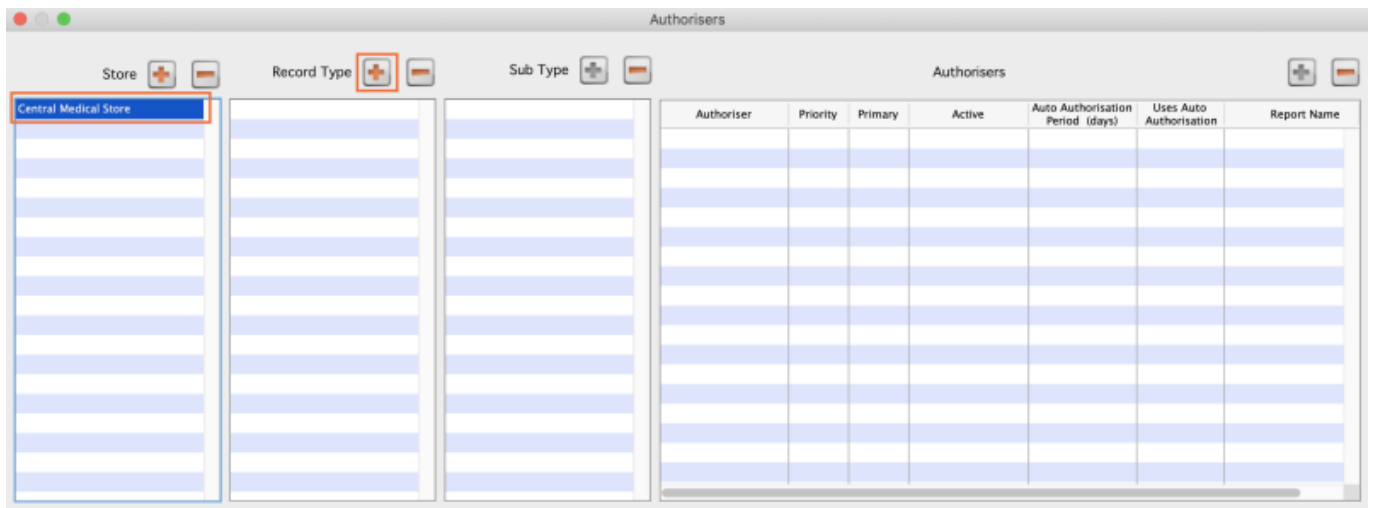 Authorisers
Store
Record Type
Sub Type
Authorisers
Central Medical Store
Authoriser Priority Primary Active Auto Authorisation Period (days) Uses Auto Authorisation Report Name